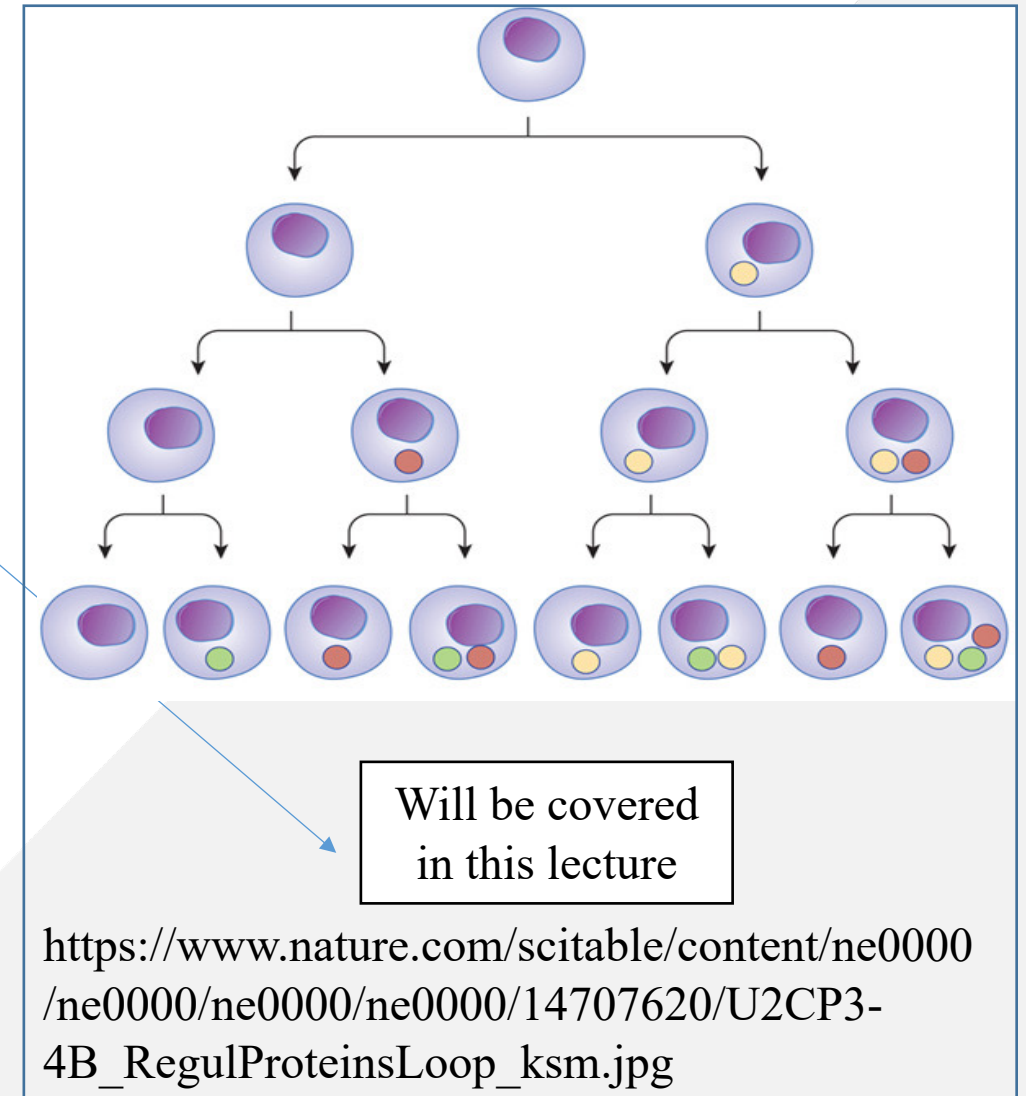 Will be covered
in this lecture
https://www.nature.com/scitable/content/ne0000
/ne0000/ne0000/ne0000/14707620/U2CP3-
4B_RegulProteinsLoop_ksm.jpg